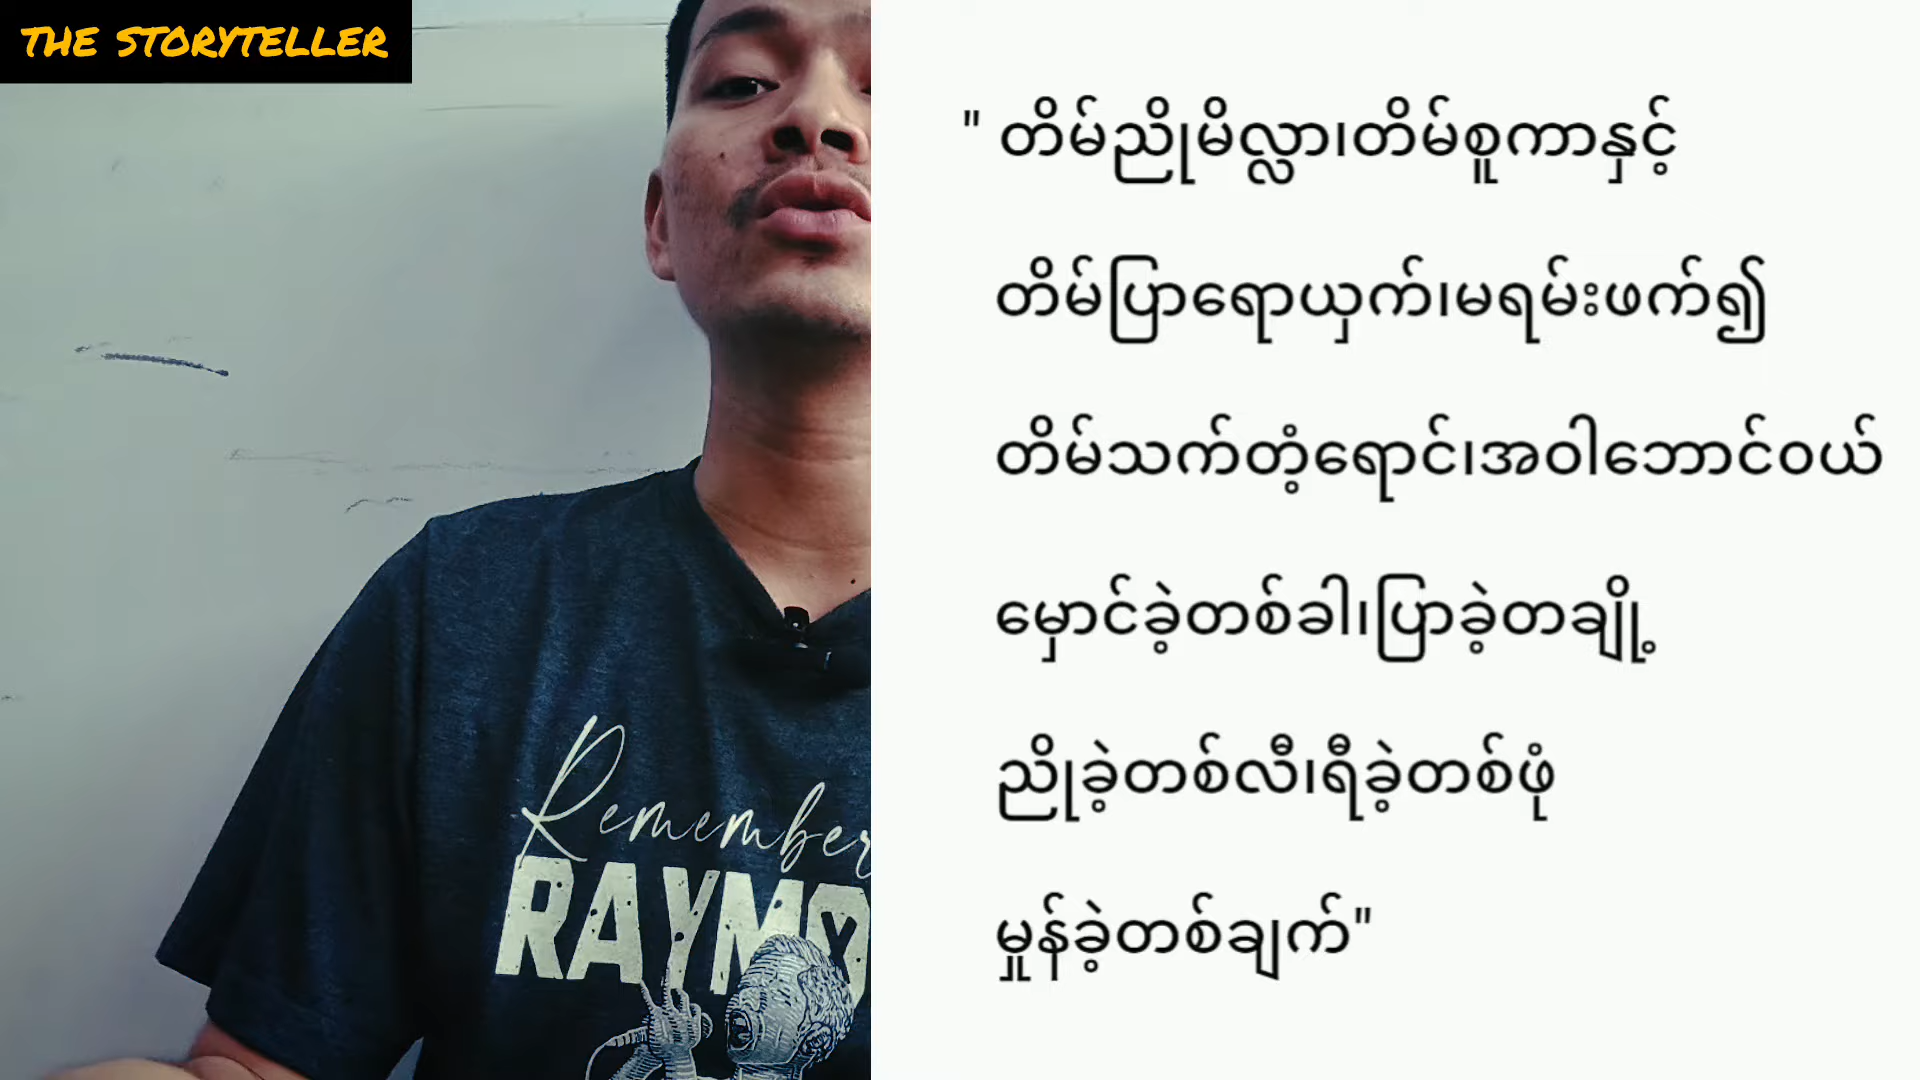 THE STORYTELLER
" တိမ်ညိုမိလ္လာ၊တိမ်စူကာနှင့်
တိမ်ပြာရောယှက်၊မရမ်းဖက်၍
တိမ်သက်တံ့ရောင်၊အဝါဘောင်ဝယ်
မှောင်ခဲ့တစ်ခါ၊ပြာခဲ့တချို့
ညိုခဲ့တစ်လီ၊ရီခဲ့တစ်ဖုံ
မှုန်ခဲ့တစ်ချက်"
Remember
RAYMO